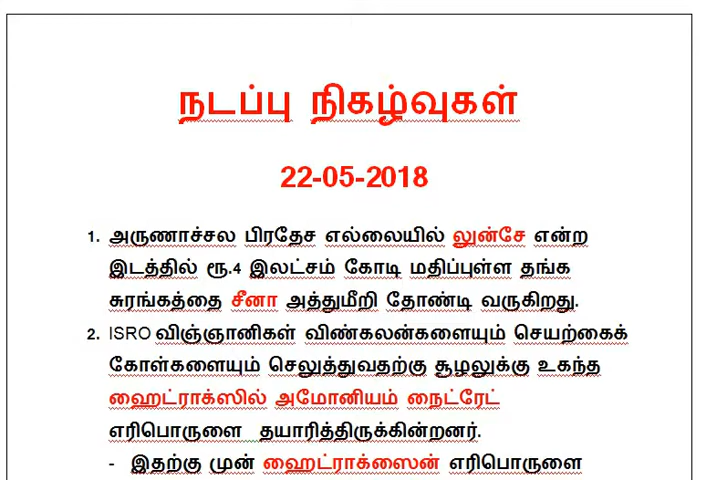 நடப்பு நிகழ்வுகள்
22-05-2018
1. அருணாச்சல பிரதேச எல்லையில் லுன்சே என்ற
இடத்தில் ரூ.4 இலட்சம் கோடி மதிப்புள்ள தங்க
சுரங்கத்தை சீனா அத்துமீறி தோண்டி வருகிறது.
2. ISRO விஞ்ஞானிகள் விண்கலன்களையும் செயற்கைக்
கோள்களையும் செலுத்துவதற்கு சூழலுக்கு உகந்த
ஹைட்ராக்ஸில் அமோனியம் நைட்ரேட்
எரிபொருளை தயாரித்திருக்கின்றனர்.
- இதற்கு முன் ஹைட்ராக்ஸைன் எரிபொருளை